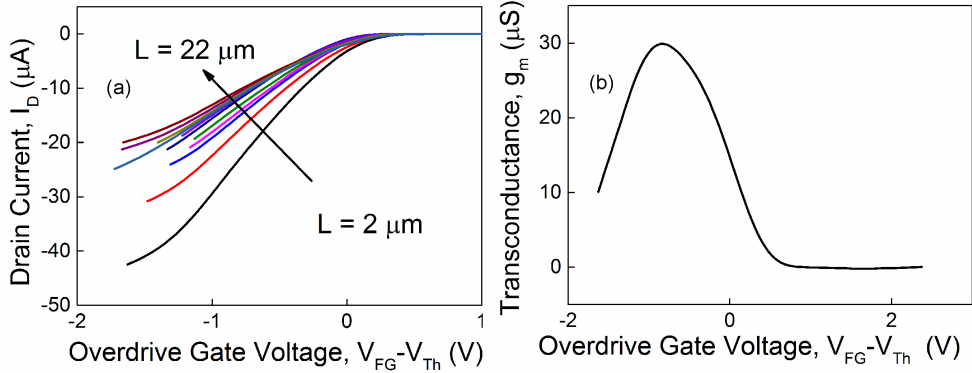 Drain Current, I_D (μA)
0
-10
-20
-30
-40
-50
(a)
L = 22 μm
L = 2 μm
-2
-1
0
1
Overdrive Gate Voltage, V_FG-V_Th (V)
Transconductance, g_m (μS)
30
20
10
0
(b)
-2
0
2
Overdrive Gate Voltage, V_FG-V_Th (V)